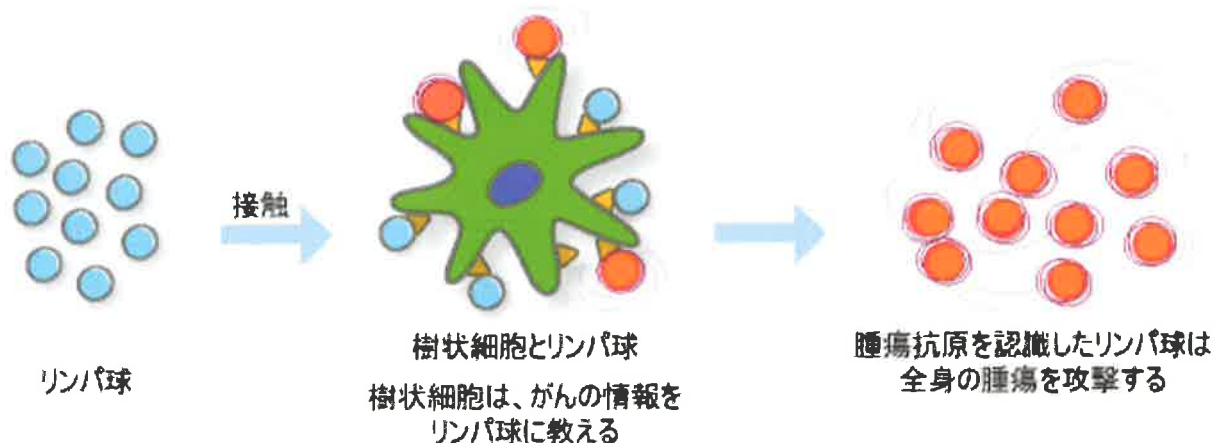 接触
リンパ球
樹状細胞とリンパ球
樹状細胞は、がんの情報を
リンパ球に教える
腫瘍抗原を認識したリンパ球は
全身の腫瘍を攻撃する